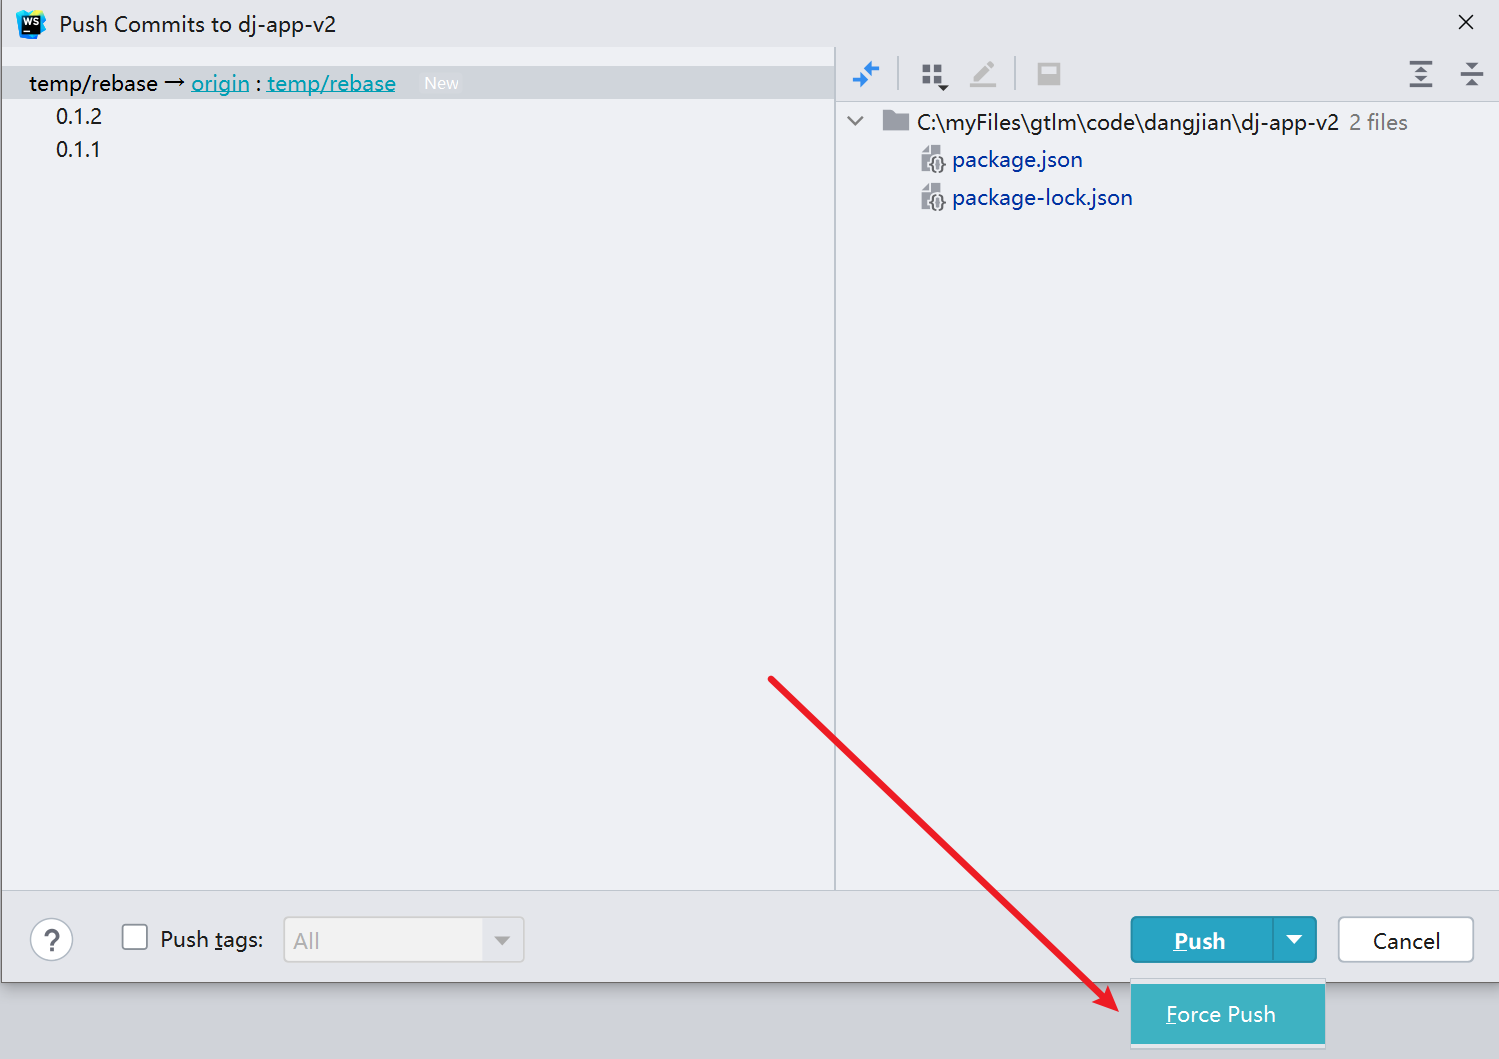 WS
Push Commits to dj-app-v2
temp/rebase → origin : temp/rebase New
0.1.2
0.1.1
C:\myFiles\gtlm\code\dangjian\dj-app-v2 2 files
package.json
package-lock.json
?
Push tags: All
Push
Cancel
Force Push